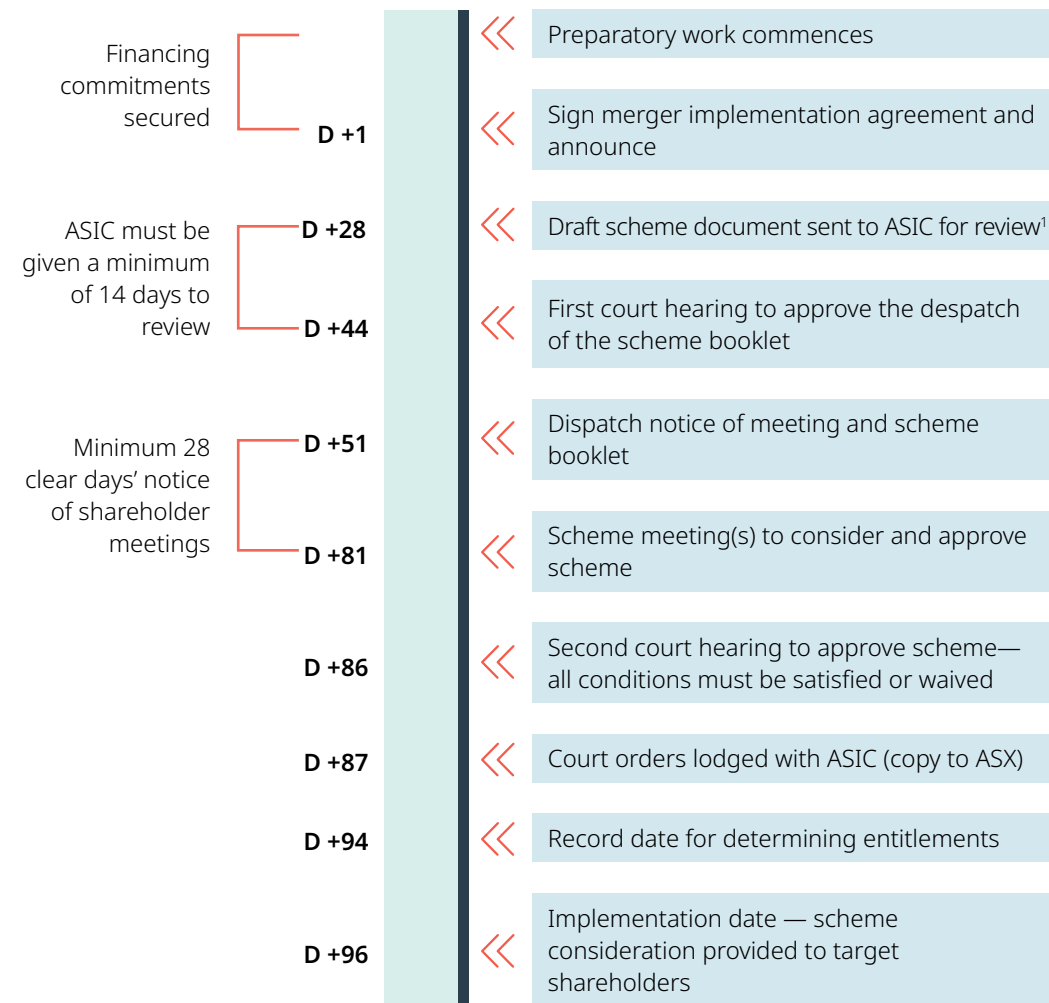 Preparatory work commences
Financing
commitments
secured
D +1
Sign merger implementation agreement and
announce
ASIC must be
given a minimum
of 14 days to
review
D +28
Draft scheme document sent to ASIC for review¹
D +44
First court hearing to approve the despatch
of the scheme booklet
Minimum 28
clear days’ notice
of shareholder
meetings
D +51
Dispatch notice of meeting and scheme
booklet
D +81
Scheme meeting(s) to consider and approve
scheme
D +86
Second court hearing to approve scheme—
all conditions must be satisfied or waived
D +87
Court orders lodged with ASIC (copy to ASX)
D +94
Record date for determining entitlements
D +96
Implementation date — scheme
consideration provided to target
shareholders